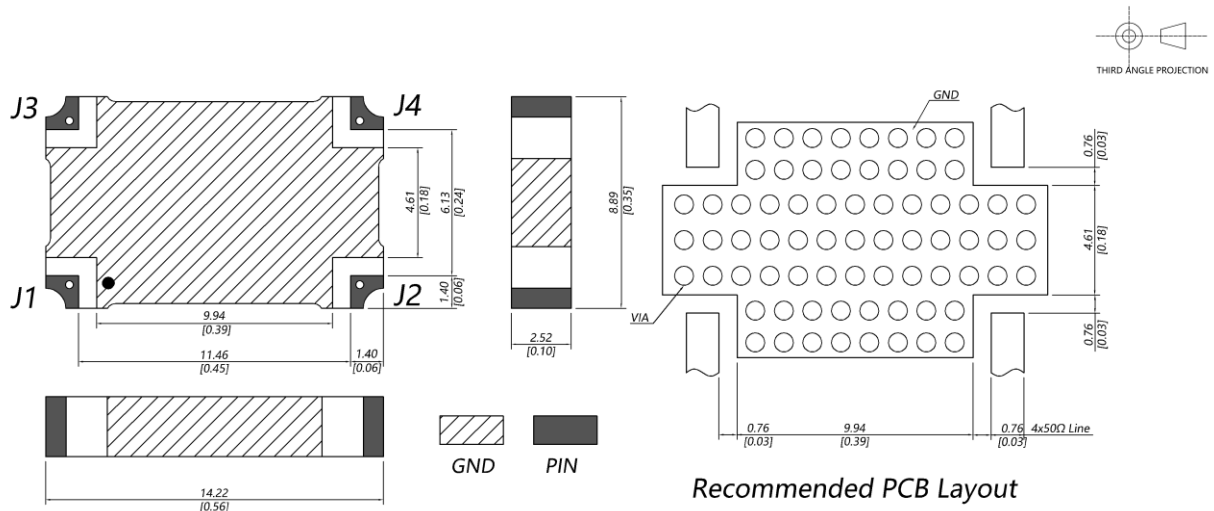 THIRD ANGLE PROJECTION
J3
J4
J1
J2
4.61
[0.18]
6.13
[0.24]
1.40
[0.06]
9.94
[0.39]
11.46
[0.45]
1.40
[0.06]
8.89
[0.35]
2.52
[0.10]
14.22
[0.56]
GND
PIN
GND
VIA
0.76
[0.03]
4.61
[0.18]
0.76
[0.03]
0.76
[0.03]
9.94
[0.39]
0.76
[0.03]
4x50Ω Line
Recommended PCB Layout